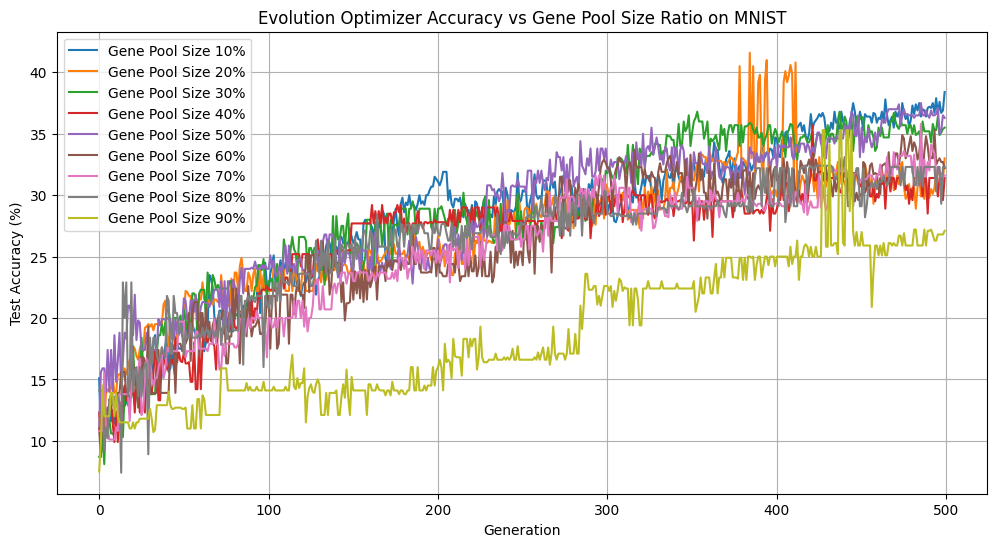 Evolution Optimizer Accuracy vs Gene Pool Size Ratio on MNIST
Gene Pool Size 10%
Gene Pool Size 20%
Gene Pool Size 30%
Gene Pool Size 40%
Gene Pool Size 50%
Gene Pool Size 60%
Gene Pool Size 70%
Gene Pool Size 80%
Gene Pool Size 90%
Test Accuracy (%)
40
35
30
25
20
15
10
0 100 200 300 400 500
Generation